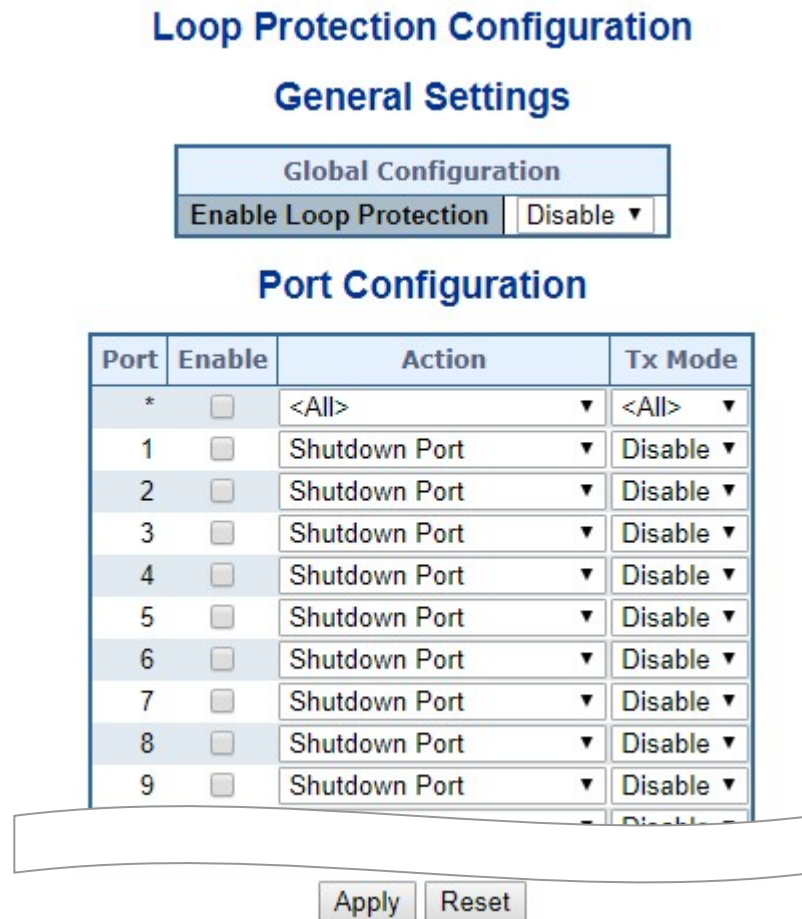 Loop Protection Configuration
General Settings
Global Configuration
Enable Loop Protection Disable
Port Configuration
Port Enable Action Tx Mode
* <All> <All>
1 Shutdown Port Disable
2 Shutdown Port Disable
3 Shutdown Port Disable
4 Shutdown Port Disable
5 Shutdown Port Disable
6 Shutdown Port Disable
7 Shutdown Port Disable
8 Shutdown Port Disable
9 Shutdown Port Disable
Apply Reset